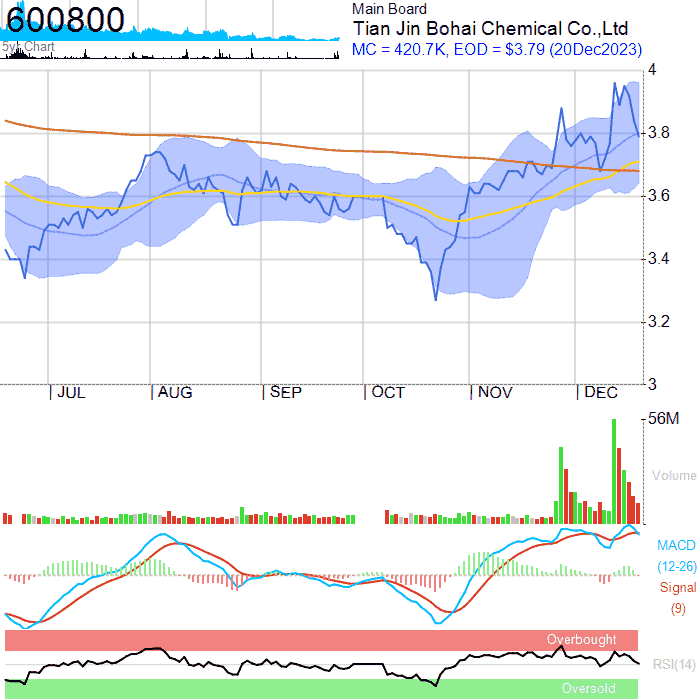 600800
5yr Chart
Main Board
Tian Jin Bohai Chemical Co.,Ltd
MC = 420.7K, EOD = $3.79 (20Dec2023)
4
3.8
3.6
3.4
3.2
3
JUL
AUG
SEP
OCT
NOV
DEC
56M
Volume
MACD
(12-26)
Signal
(9)
Overbought
RSI(14)
Oversold